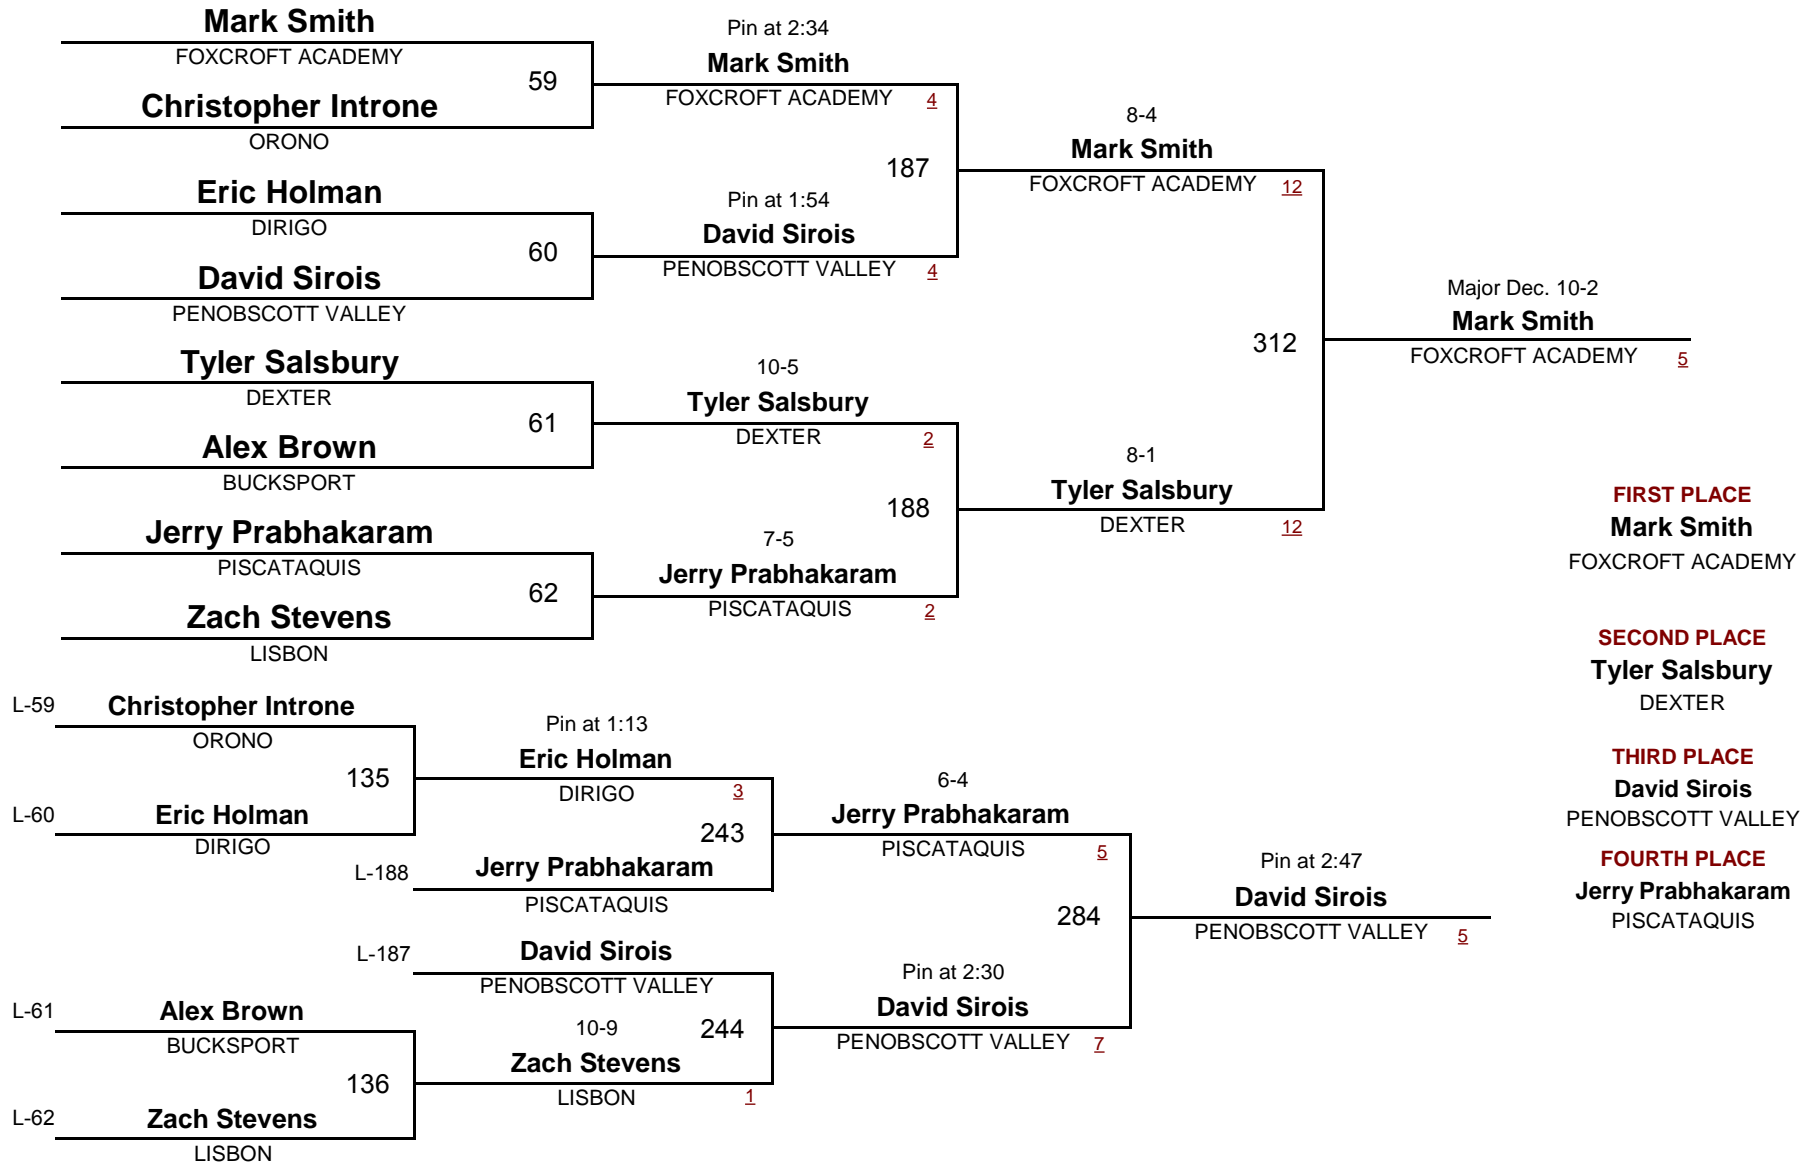 Mark Smith
FOXCROFT ACADEMY
59
Christopher Introne
ORONO
Eric Holman
DIRIGO
60
David Sirois
PENOBSCOTT VALLEY
Tyler Salsbury
DEXTER
61
Alex Brown
BUCKSPORT
Jerry Prabhakaram
PISCATAQUIS
62
Zach Stevens
LISBON
Pin at 2:34
Mark Smith
FOXCROFT ACADEMY 4
187
Pin at 1:54
David Sirois
PENOBSCOTT VALLEY 4
10-5
Tyler Salsbury
DEXTER 2
188
7-5
Jerry Prabhakaram
PISCATAQUIS 2
8-4
Mark Smith
FOXCROFT ACADEMY 12
312
8-1
Tyler Salsbury
DEXTER 12
Major Dec. 10-2
Mark Smith
FOXCROFT ACADEMY 5
FIRST PLACE
Mark Smith
FOXCROFT ACADEMY
SECOND PLACE
Tyler Salsbury
DEXTER
THIRD PLACE
David Sirois
PENOBSCOTT VALLEY
FOURTH PLACE
Jerry Prabhakaram
PISCATAQUIS
L-59 Christopher Introne
ORONO
135
L-60 Eric Holman
DIRIGO
Pin at 1:13
Eric Holman
DIRIGO 3
243
L-188 Jerry Prabhakaram
PISCATAQUIS
L-187 David Sirois
PENOBSCOTT VALLEY
244
L-61 Alex Brown
BUCKSPORT
136
L-62 Zach Stevens
LISBON
10-9
Zach Stevens
LISBON 1
6-4
Jerry Prabhakaram
PISCATAQUIS 5
284
Pin at 2:30
David Sirois
PENOBSCOTT VALLEY 7
Pin at 2:47
David Sirois
PENOBSCOTT VALLEY 5